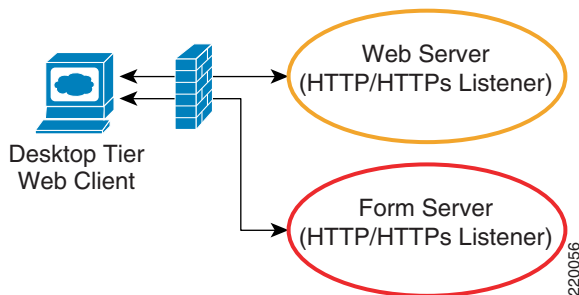 Web Server
(HTTP/HTTPs Listener)
Desktop Tier
Web Client
Form Server
(HTTP/HTTPs Listener)
220056